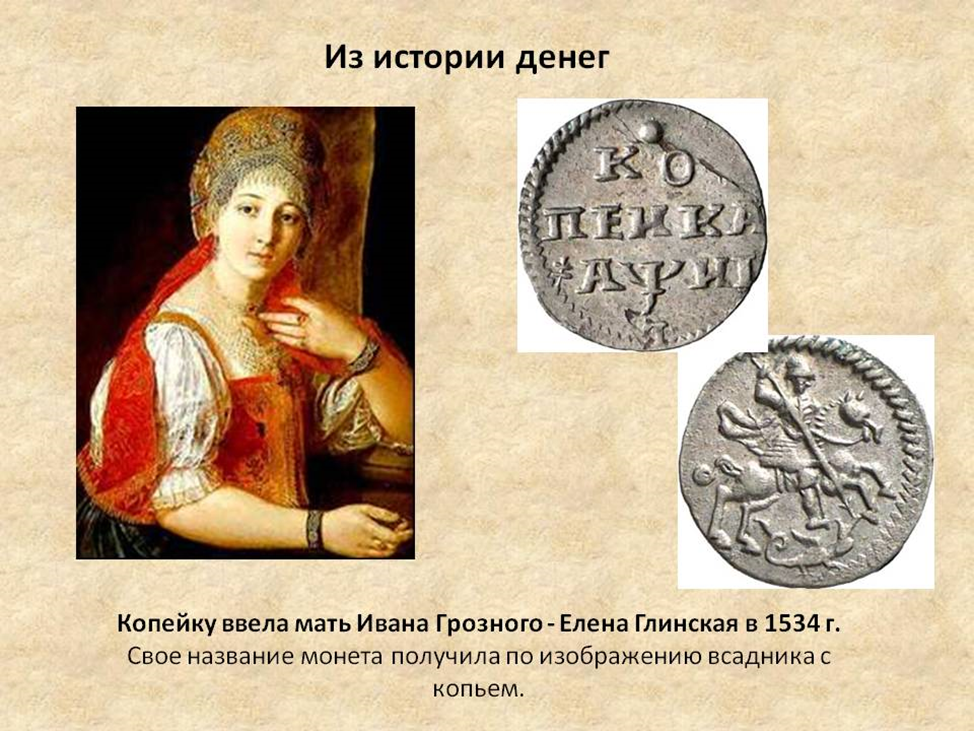 Из истории денег
КО
ПЕИКА
*АѰИІ
Копейку ввела мать Ивана Грозного - Елена Глинская в 1534 г.
Свое название монета получила по изображению всадника с
копьем.